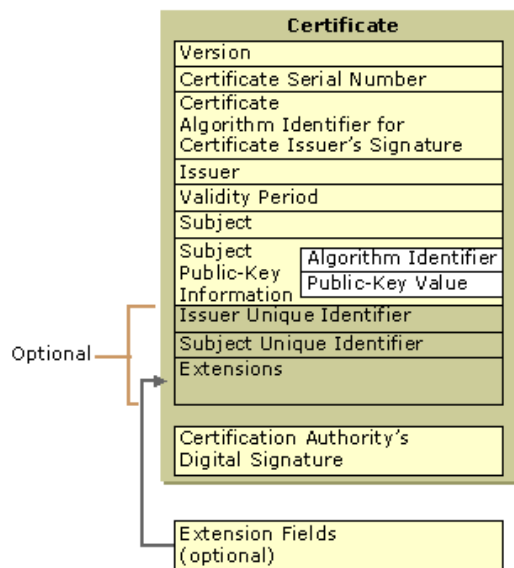 Certificate
Version
Certificate Serial Number
Certificate
Algorithm Identifier for
Certificate Issuer's Signature
Issuer
Validity Period
Subject
Subject
Public-Key
Information
Algorithm Identifier
Public-Key Value
Optional
Issuer Unique Identifier
Subject Unique Identifier
Extensions
Certification Authority's
Digital Signature
Extension Fields
(optional)